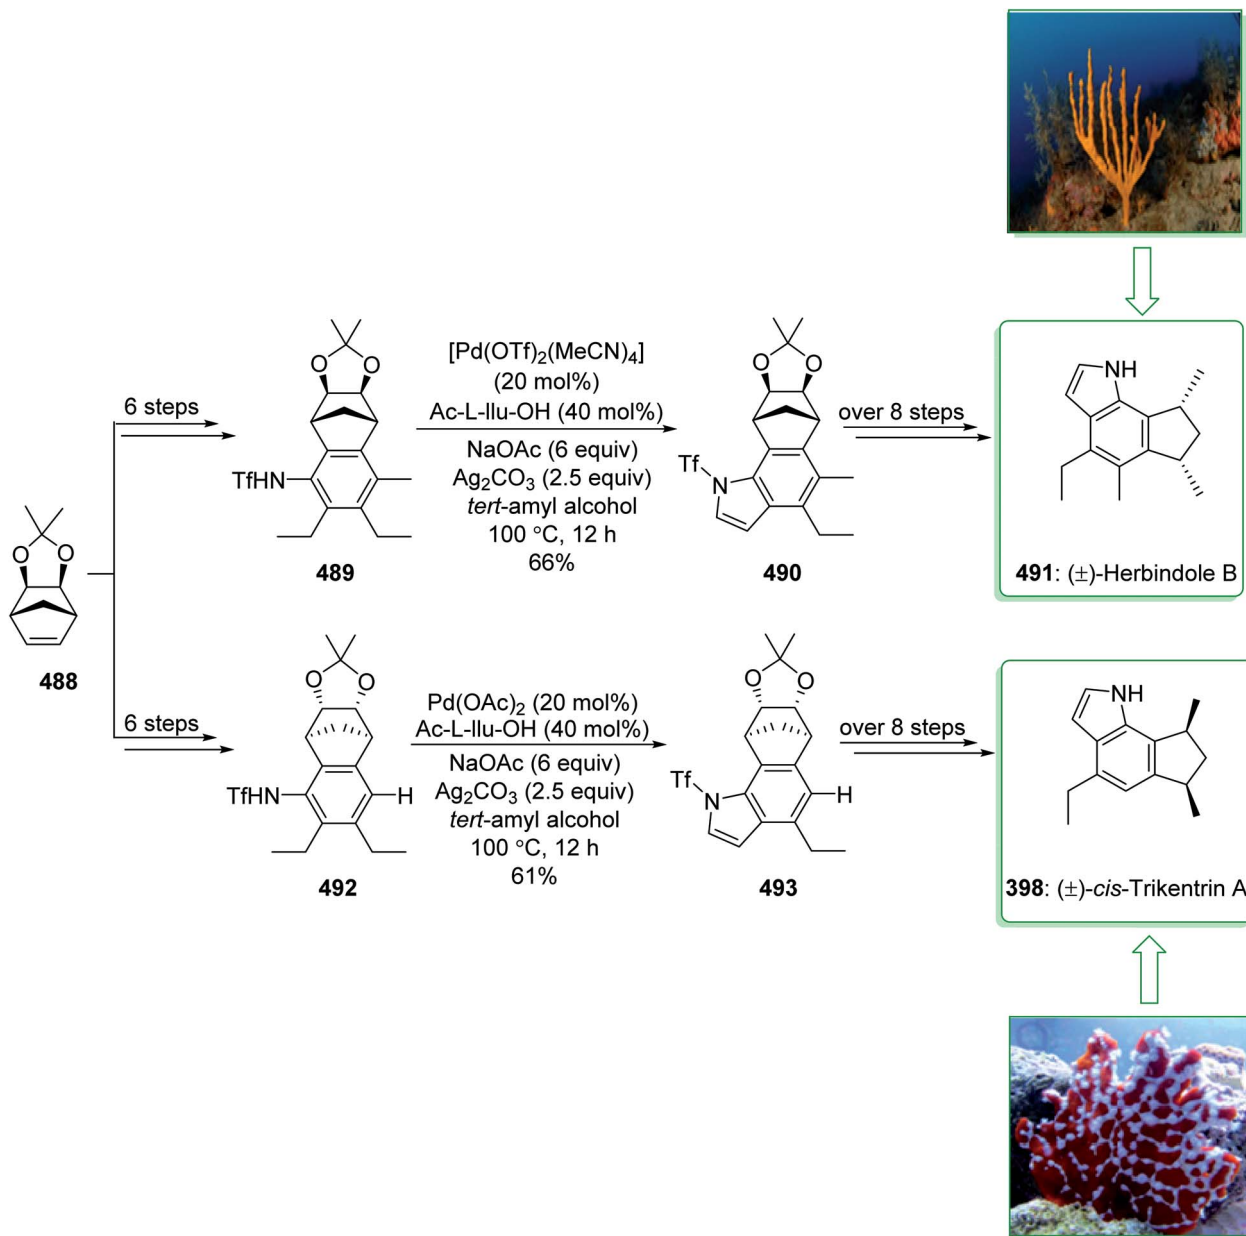 O O
488
6 steps
O O
TfHN
489
[Pd(OTf)2(MeCN)4]
(20 mol%)
Ac-L-Ilu-OH (40 mol%)
NaOAc (6 equiv)
Ag2CO3 (2.5 equiv)
tert-amyl alcohol
100 °C, 12 h
66%
O O
Tf
N
490
over 8 steps
NH
491: (±)-Herbindole B
6 steps
O O
TfHN
H
492
Pd(OAc)2 (20 mol%)
Ac-L-Ilu-OH (40 mol%)
NaOAc (6 equiv)
Ag2CO3 (2.5 equiv)
tert-amyl alcohol
100 °C, 12 h
61%
O O
Tf
N
H
493
over 8 steps
NH
398: (±)-cis-Trikentrin A